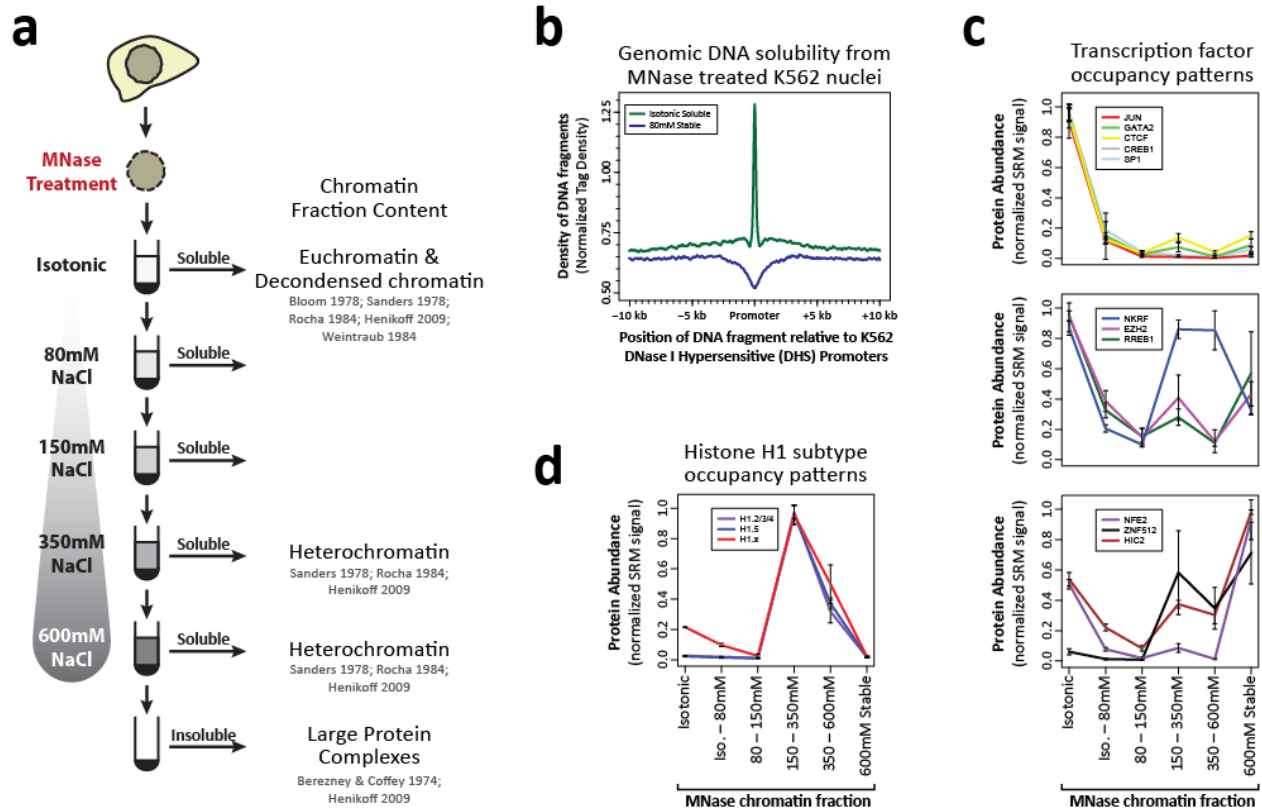 a
MNase
Treatment
Chromatin
Fraction Content
Isotonic
Soluble
Euchromatin &
Decondensed chromatin
Bloom 1978; Sanders 1978;
Rocha 1984; Henikoff 2009;
Weintraub 1984
80mM
NaCl
Soluble
150mM
NaCl
Soluble
350mM
NaCl
Soluble
Heterochromatin
Sanders 1978; Rocha 1984;
Henikoff 2009
600mM
NaCl
Soluble
Heterochromatin
Sanders 1978; Rocha 1984;
Henikoff 2009
Insoluble
Large Protein
Complexes
Berezney & Coffey 1974;
Henikoff 2009
b
Genomic DNA solubility from
MNase treated K562 nuclei
Isotonic Soluble
80mM Stable
Density of DNA fragments
(Normalized Tag Density)
1.25
1.00
0.75
0.50
−10 kb
−5 kb
Promoter
+5 kb
+10 kb
Position of DNA fragment relative to K562
DNase I Hypersensitive (DHS) Promoters
c
Transcription factor
occupancy patterns
JUN
GATA2
CTCF
CREB1
SP1
Protein Abundance
(normalized SRM signal)
1.0
0.8
0.6
0.4
0.2
0.0
NKRF
EZH2
RREB1
Protein Abundance
(normalized SRM signal)
1.0
0.8
0.6
0.4
0.2
0.0
NFE2
ZNF512
HIC2
Protein Abundance
(normalized SRM signal)
1.0
0.8
0.6
0.4
0.2
0.0
Isotonic
Iso. – 80mM
80 – 150mM
150 – 350mM
350 – 600mM
600mM Stable
MNase chromatin fraction
d
Histone H1 subtype
occupancy patterns
H1.2/3/4
H1.5
H1.x
Protein Abundance
(normalized SRM signal)
1.0
0.8
0.6
0.4
0.2
0.0
Isotonic
Iso. – 80mM
80 – 150mM
150 – 350mM
350 – 600mM
600mM Stable
MNase chromatin fraction